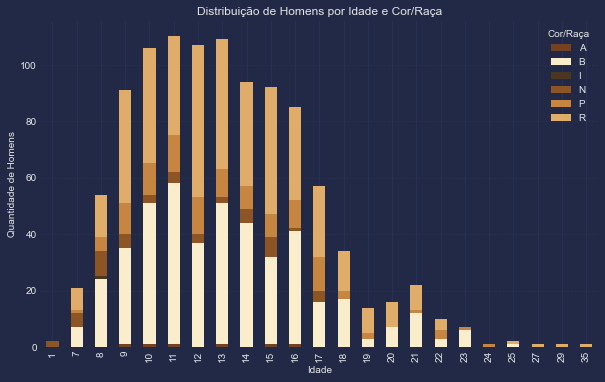 Distribuição de Homens por Idade e Cor/Raça
Cor/Raça
A
B
I
N
P
R
Quantidade de Homens
100
80
60
40
20
0
1 7 8 9 10 11 12 13 14 15 16 17 18 19 20 21 22 23 24 25 27 29 35
Idade